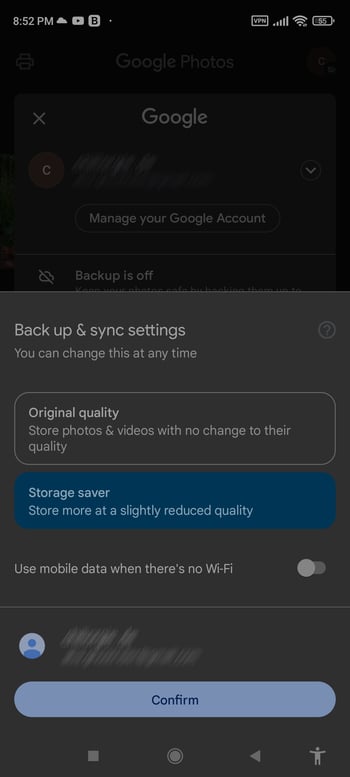 8:52 PM
VPN
55
Google Photos
C
Google
C
Manage your Google Account
Backup is off
Keep your photos safe by backing them up to
Back up & sync settings
You can change this at any time
Original quality
Store photos & videos with no change to their
quality
Storage saver
Store more at a slightly reduced quality
Use mobile data when there's no Wi-Fi
Confirm